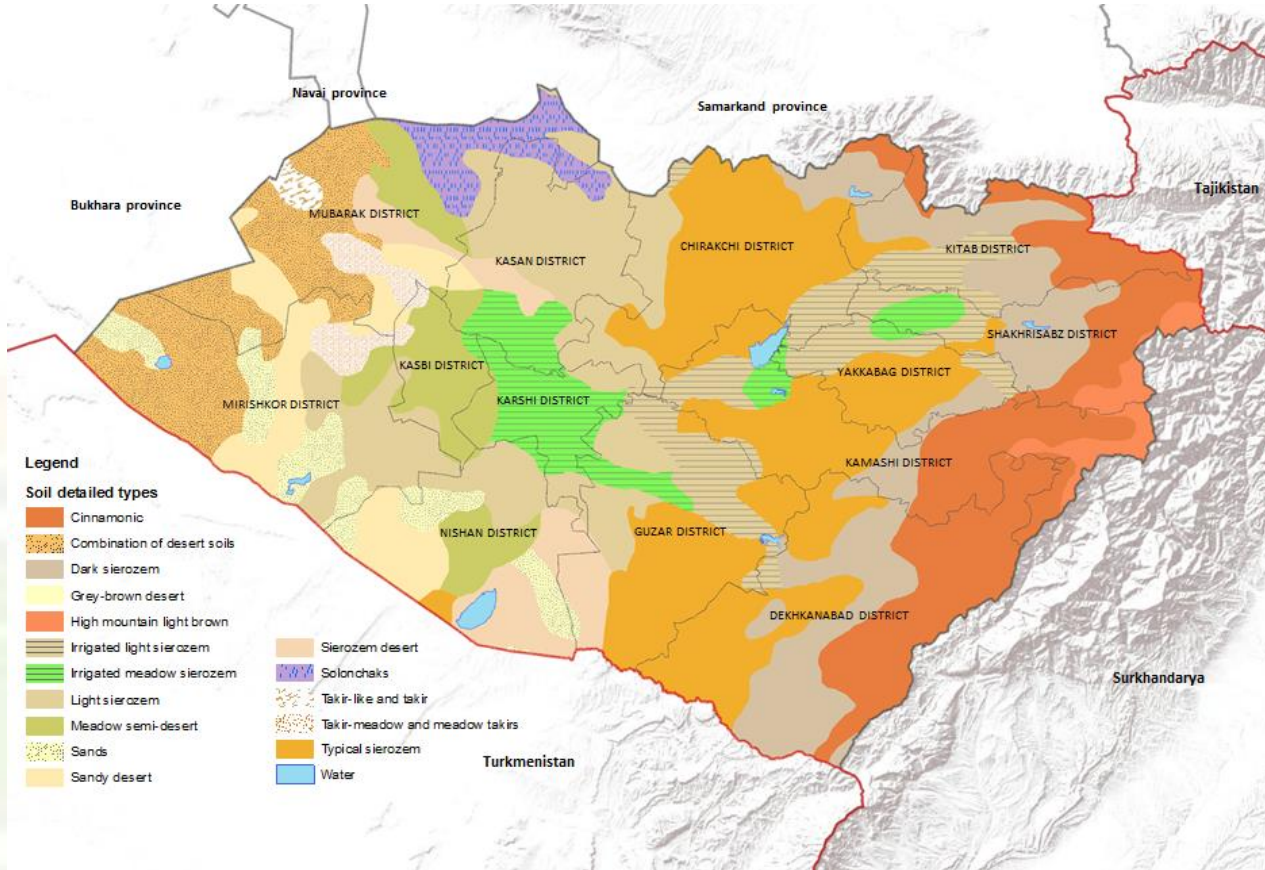 Navai province
Samarkand province
Bukhara province
Tajikistan
MUBARAK DISTRICT
CHIRAKCHI DISTRICT
KITAB DISTRICT
KASAN DISTRICT
SHAKHRISABZ DISTRICT
KASBI DISTRICT
YAKKABAG DISTRICT
MIRISHKOR DISTRICT
KARSHI DISTRICT
KAMASHI DISTRICT
NISHAN DISTRICT
GUZAR DISTRICT
DEKHKANABAD DISTRICT
Surkhandarya
Turkmenistan
Legend
Soil detailed types
Cinnamonic
Combination of desert soils
Dark sierozem
Grey-brown desert
High mountain light brown
Irrigated light sierozem
Irrigated meadow sierozem
Light sierozem
Meadow semi-desert
Sands
Sandy desert
Sierozem desert
Solonchaks
Takir-like and takir
Takir-meadow and meadow takirs
Typical sierozem
Water